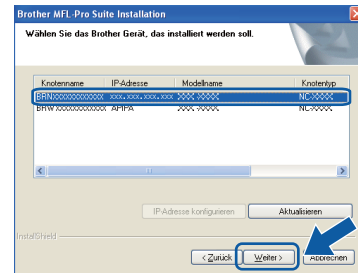 Brother MFL-Pro Suite Installation
Wählen Sie das Brother Gerät, das installiert werden soll.
Knotenname IP-Adresse Modellname Knotentyp
BRNXXXXXXXXXXXX xxx.xxx.xxx.xxx XXX-XXXX NC-XXXX
BRWXXXXXXXXXXXX APIPA XXX-XXXX NC-XXXX
IP-Adresse konfigurieren Aktualisieren
InstallShield
< Zurück Weiter > Abbrechen